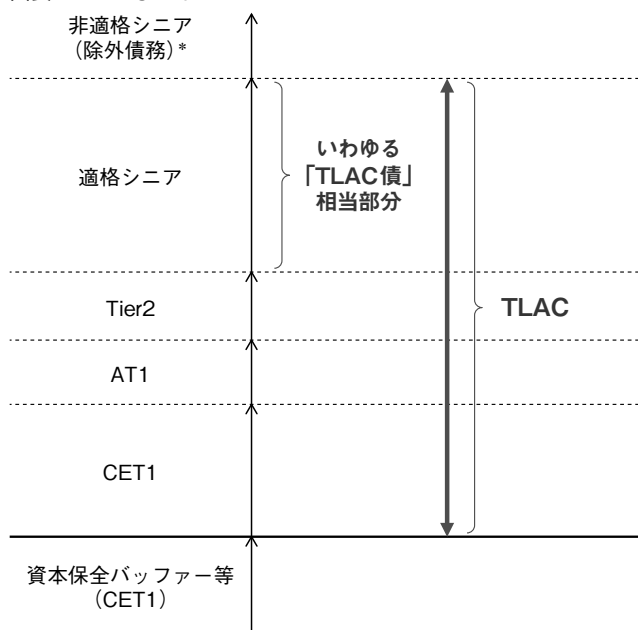 非適格シニア
（除外債務）*
いわゆる
「TLAC債」
相当部分
適格シニア
Tier2
TLAC
AT1
CET1
資本保全バッファー等
（CET1）